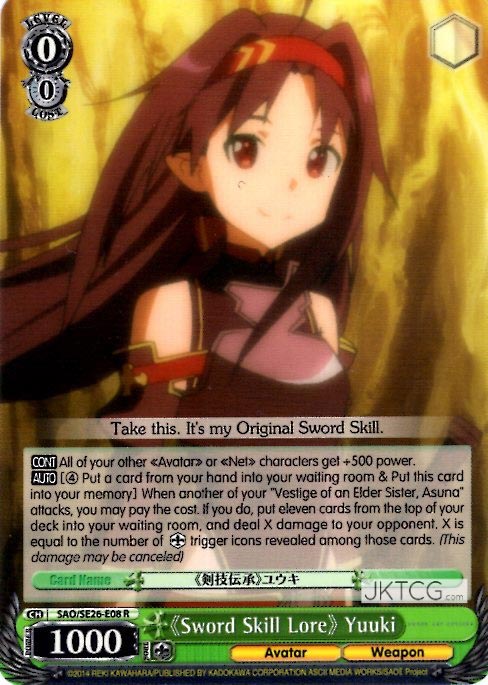 LEVEL
0
0
COST
Take this. It's my Original Sword Skill.
CONT All of your other «Avatar» or «Net» characters get +500 power.
AUTO [④ Put a card from your hand into your waiting room & Put this card
into your memory] When another of your "Vestige of an Elder Sister, Asuna"
attacks, you may pay the cost. If you do, put eleven cards from the top of your
deck into your waiting room, and deal X damage to your opponent. X is
equal to the number of trigger icons revealed among those cards. (This
damage may be canceled)
Card Name
《剣技伝承》ユウキ
JKTCG.com
CH SAO/SE26-E08 R
POWER 1000
《Sword Skill Lore》 Yuuki
Avatar Weapon
©2014 REKI KAWAHARA/PUBLISHED BY KADOKAWA CORPORATION ASCII MEDIA WORKS/SAOⅡ Project